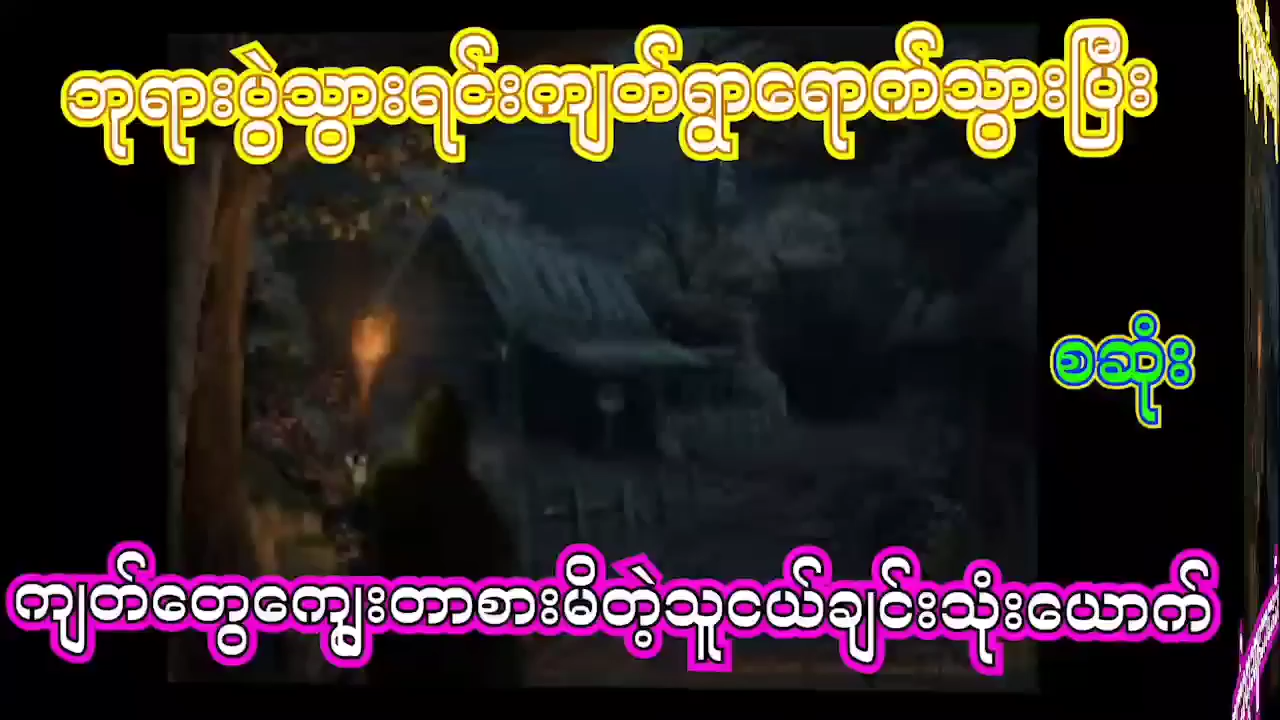 ဘုရားပွဲသွားရင်းကျတ်ရွာရောက်သွားပြီး
စဆုံး
ကျတ်တွေကျွေးတာစားမိတဲ့သူငယ်ချင်းသုံးယောက်